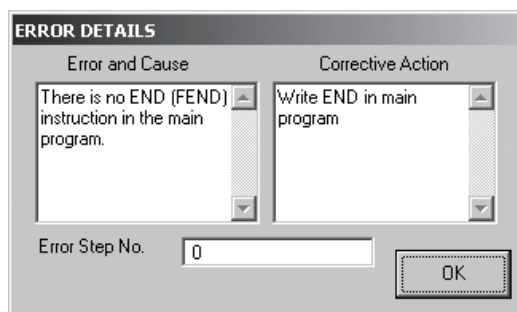 ERROR DETAILS
Error and Cause
Corrective Action
There is no END (FEND)
instruction in the main
program.
Write END in main
program
Error Step No.
0
OK